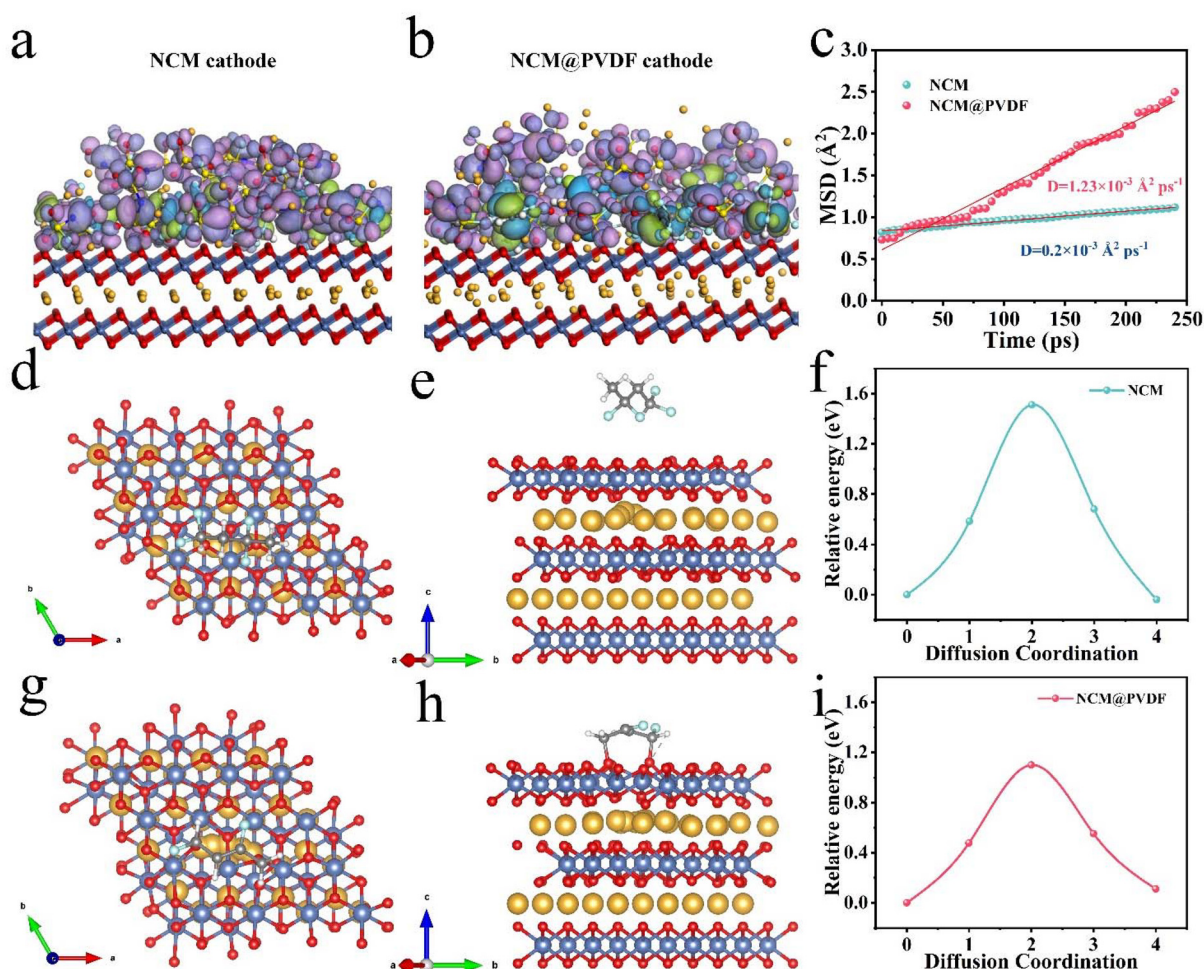 a
NCM cathode
b
NCM@PVDF cathode
c
3.0
2.5
2.0
1.5
1.0
0.5
0.0
MSD (Å²)
NCM
NCM@PVDF
D=1.23×10⁻³ Å² ps⁻¹
D=0.2×10⁻³ Å² ps⁻¹
0 50 100 150 200 250
Time (ps)
d
b
a
e
c
a
b
f
1.6
1.2
0.8
0.4
0.0
Relative energy (eV)
NCM
0 1 2 3 4
Diffusion Coordination
g
b
a
h
c
a
b
i
1.6
1.2
0.8
0.4
0.0
Relative energy (eV)
NCM@PVDF
0 1 2 3 4
Diffusion Coordination